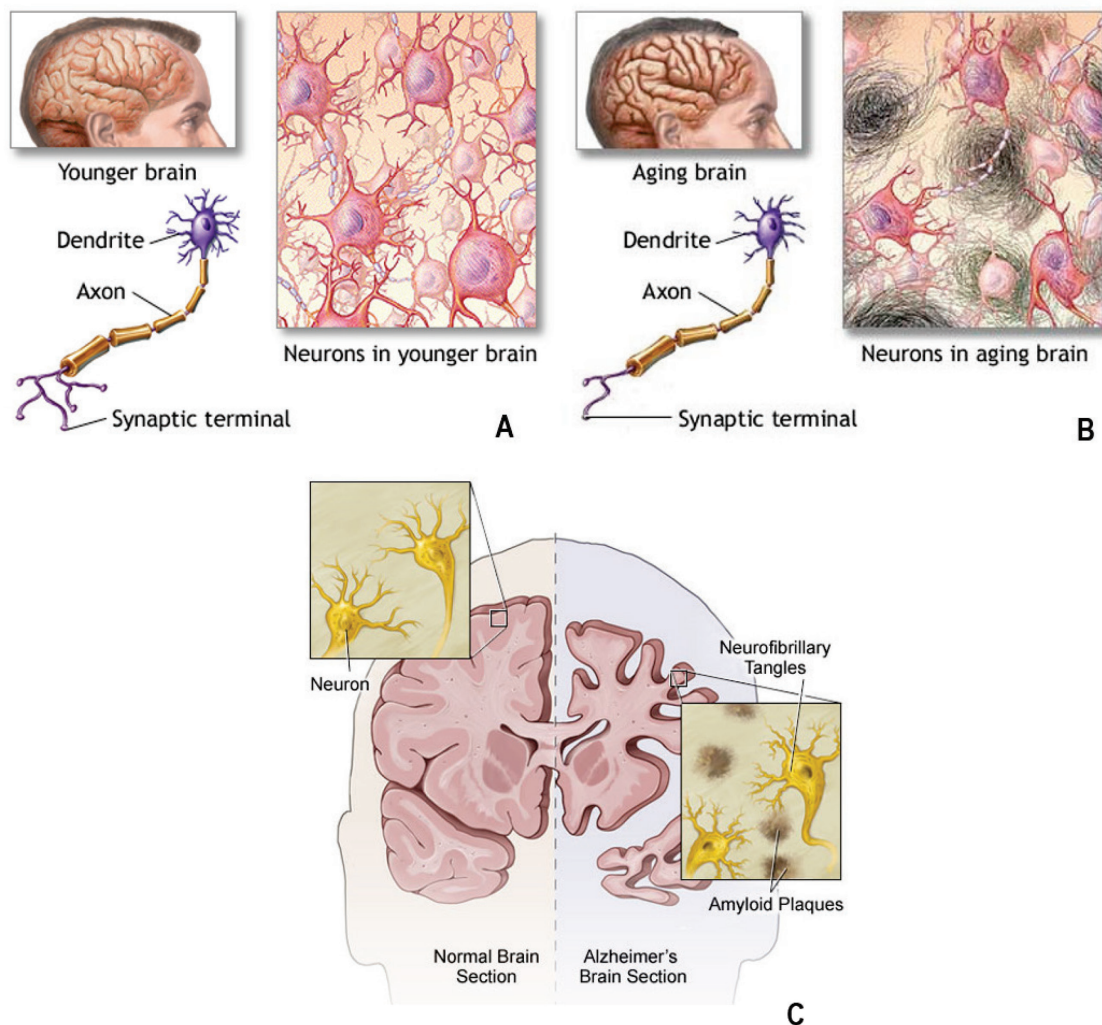 Younger brain
Dendrite
Axon
Synaptic terminal
Neurons in younger brain
A
Aging brain
Dendrite
Axon
Synaptic terminal
Neurons in aging brain
B
Neuron
Neurofibrillary
Tangles
Amyloid Plaques
Normal Brain
Section
Alzheimer's
Brain Section
C